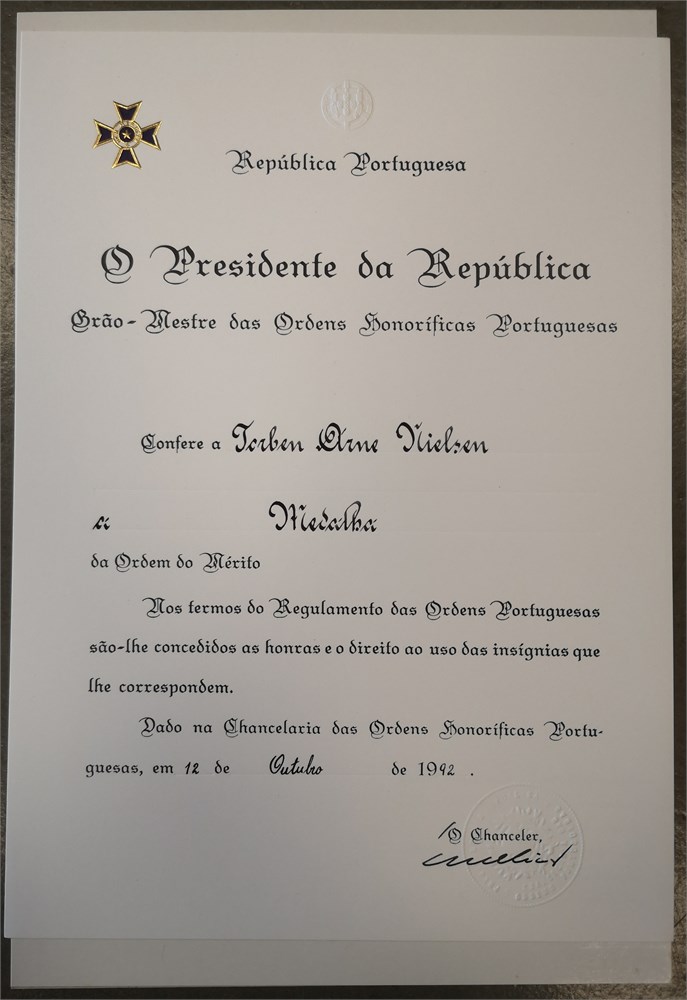 República Portuguesa
O Presidente da República
Grão-Mestre das Ordens Honoríficas Portuguesas
Confere a Torben Arne Nielsen
a Medalha
da Ordem do Mérito
Nos termos do Regulamento das Ordens Portuguesas
são-lhe concedidos as honras e o direito ao uso das insígnias que
lhe correspondem.
Dado na Chancelaria das Ordens Honoríficas Portu-
guesas, em 12 de Outubro de 1992.
O Chanceler,